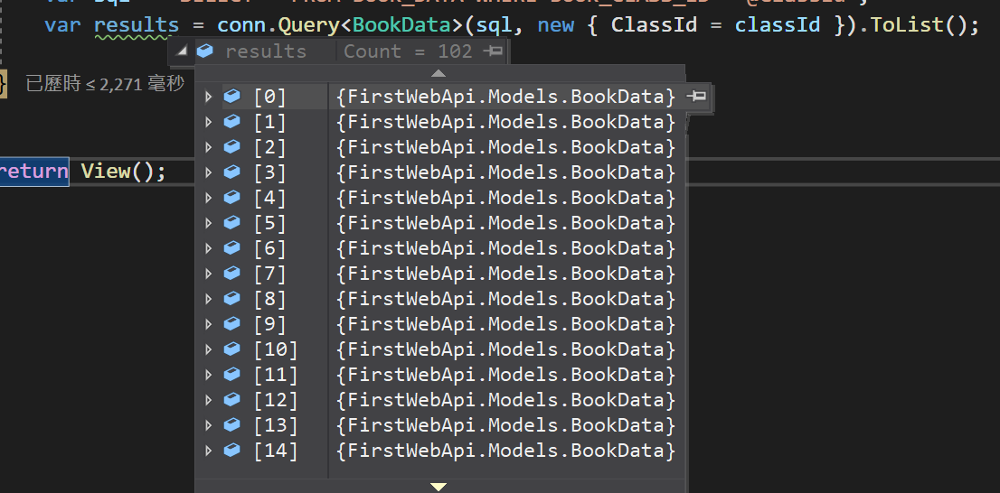 var results = conn.Query<BookData>(sql, new { ClassId = classId }).ToList();
results Count = 102
} 已歷時 ≤ 2,271 毫秒
[0] {FirstWebApi.Models.BookData}
[1] {FirstWebApi.Models.BookData}
[2] {FirstWebApi.Models.BookData}
[3] {FirstWebApi.Models.BookData}
return View();
[4] {FirstWebApi.Models.BookData}
[5] {FirstWebApi.Models.BookData}
[6] {FirstWebApi.Models.BookData}
[7] {FirstWebApi.Models.BookData}
[8] {FirstWebApi.Models.BookData}
[9] {FirstWebApi.Models.BookData}
[10] {FirstWebApi.Models.BookData}
[11] {FirstWebApi.Models.BookData}
[12] {FirstWebApi.Models.BookData}
[13] {FirstWebApi.Models.BookData}
[14] {FirstWebApi.Models.BookData}